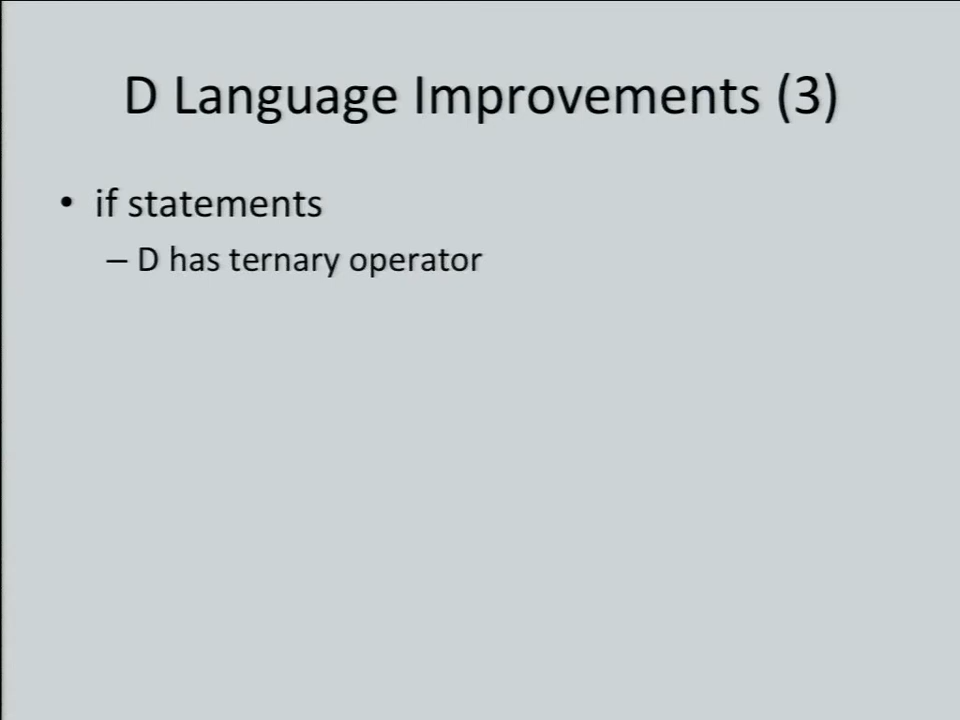 D Language Improvements (3)
• if statements
– D has ternary operator